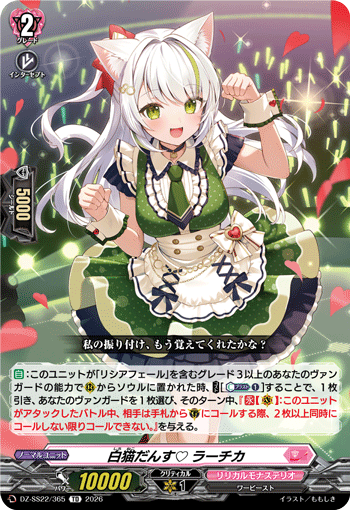 2
グレード
インターセプト
5000
シールド
私の振り付け、もう覚えてくれたかな？
自：このユニットが「リシアフェール」を含むグレード3以上のあなたのヴァン
ガードの能力でRからソウルに置かれた時、[ブラスト1]することで、1枚
引き、あなたのヴァンガードを1枚選び、そのターン中、『永【V】：このユニット
がアタックしたバトル中、相手は手札からGにコールする際、2枚以上同時に
コールしない限りコールできない。』を与える。
ノーマルユニット
白猫だんす♡ ラーチカ
パワー 10000
クリティカル
1
リリカルモナステリオ
ワービースト
DZ-SS22/365 TD 2026
イラスト／ももしき